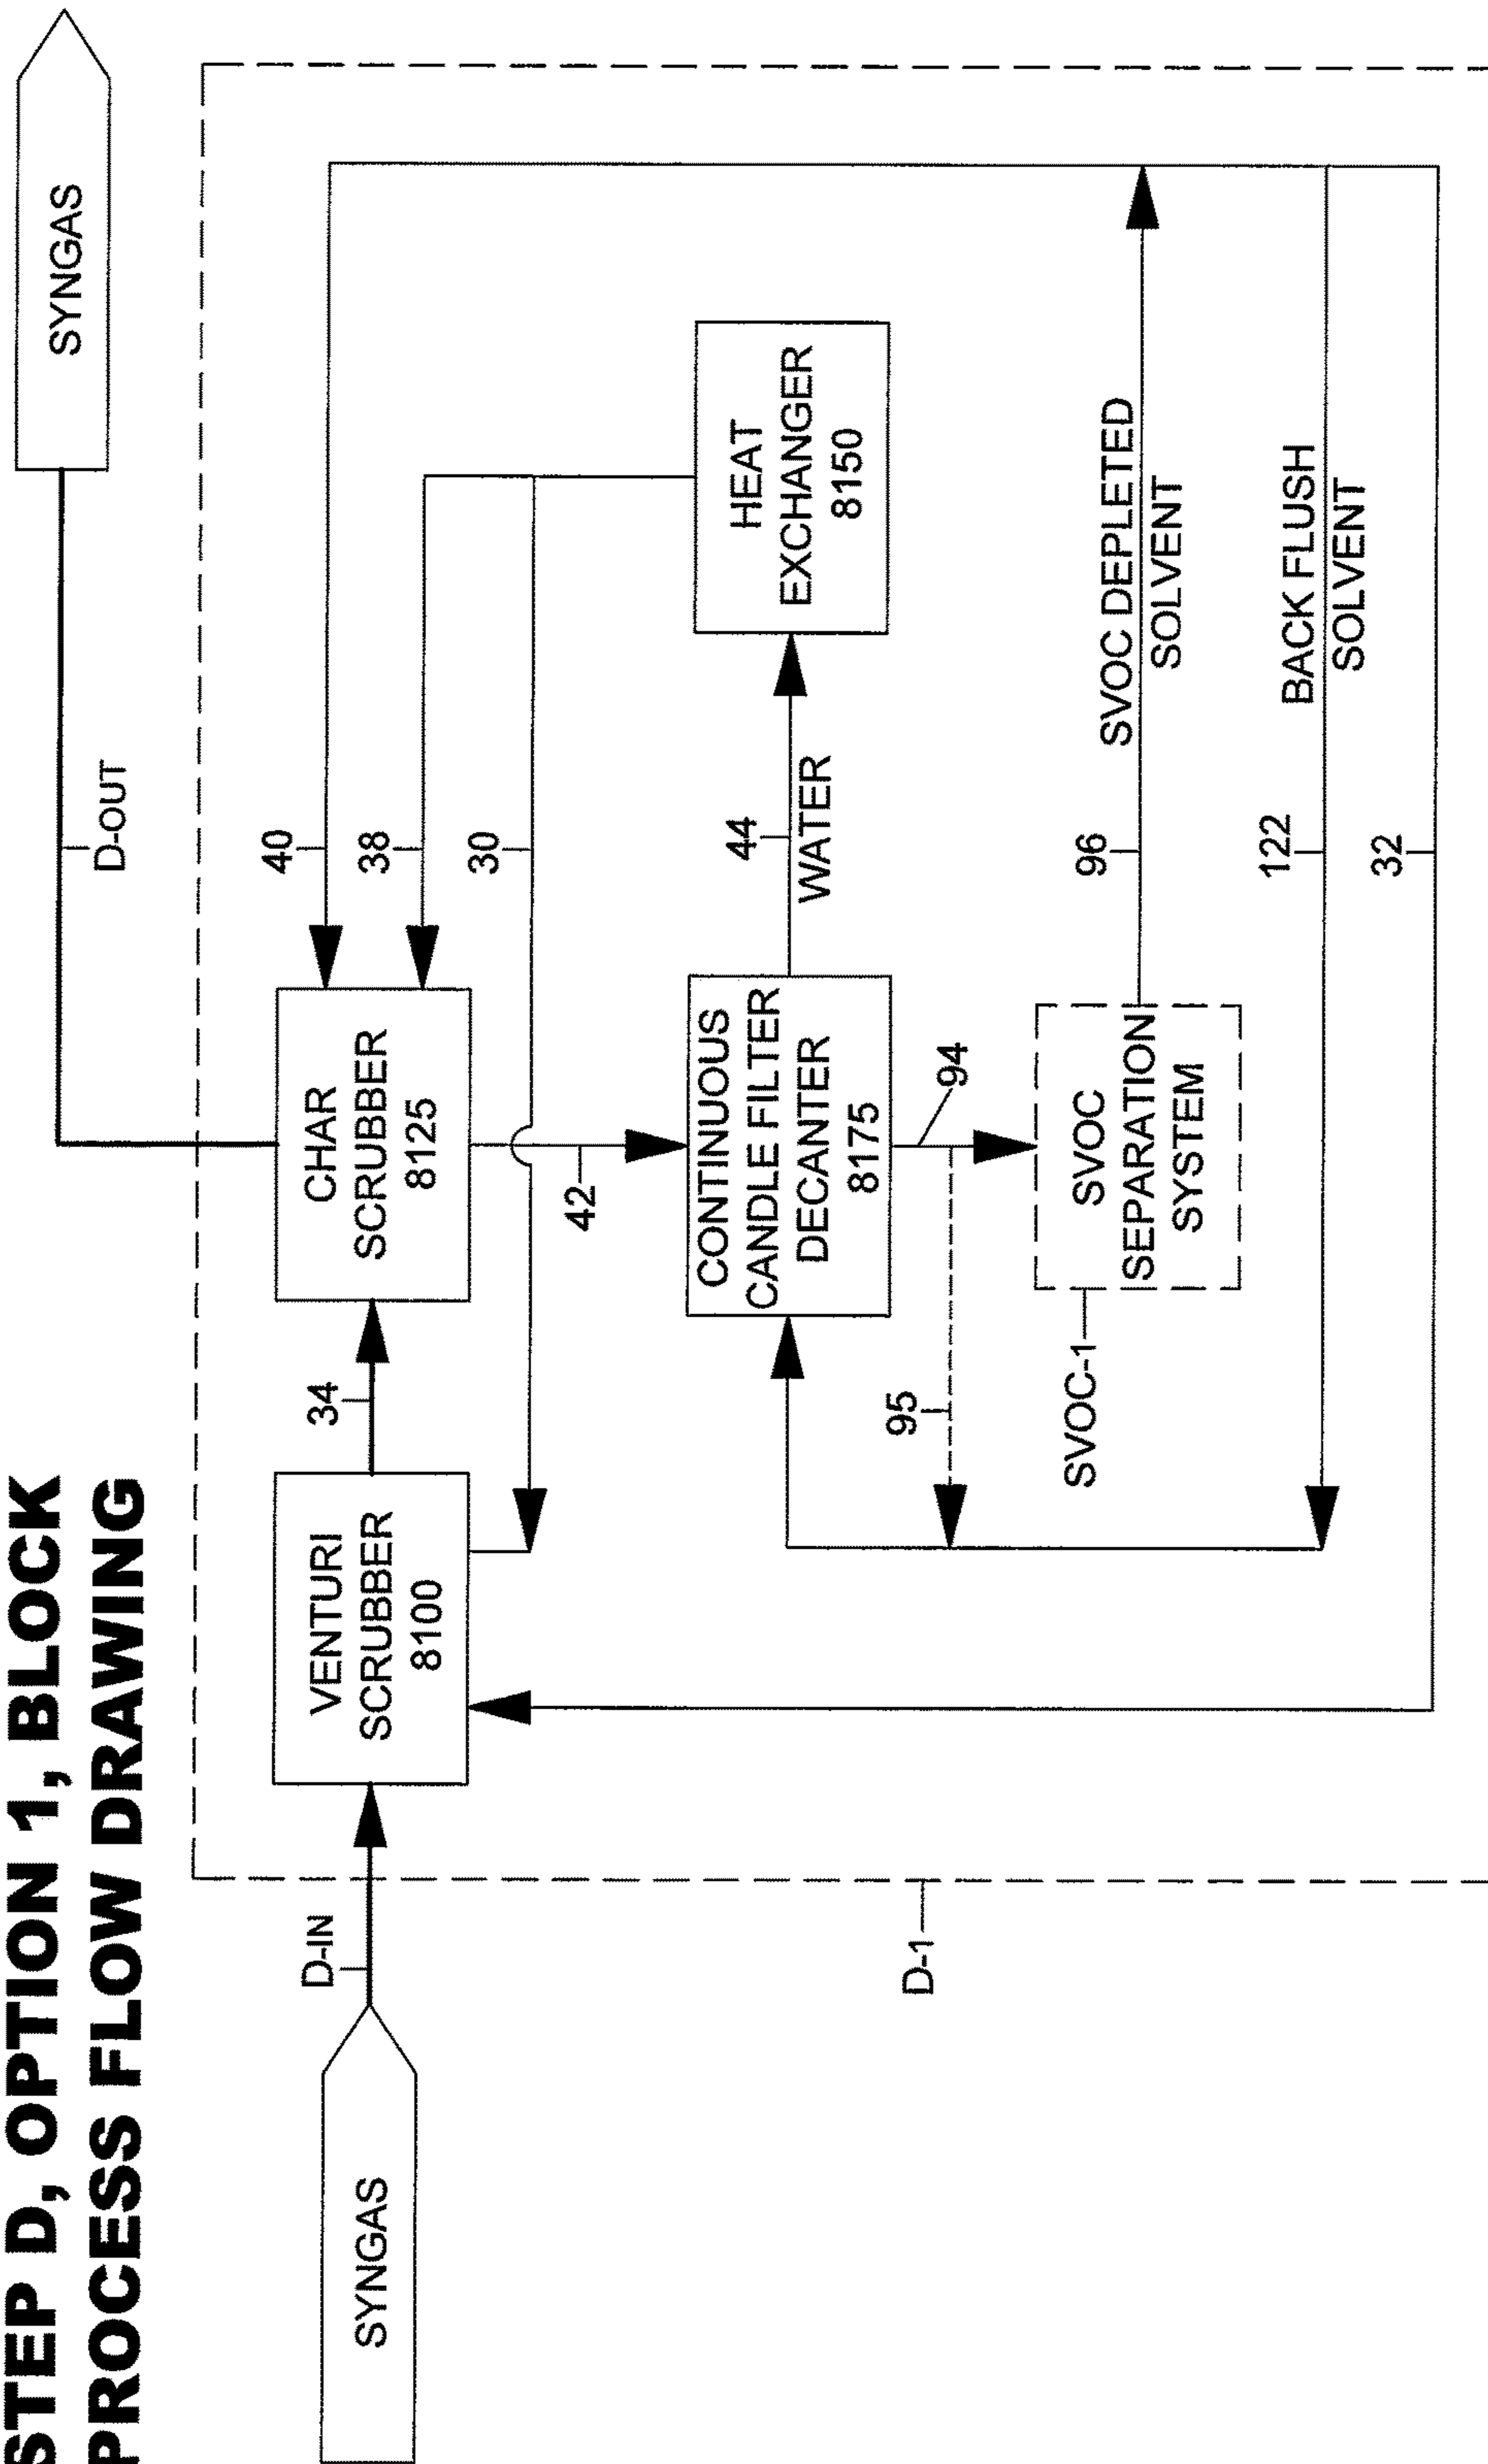 STEP D, OPTION 1, BLOCK
PROCESS FLOW DRAWING
SYNGAS
D-OUT
SYNGAS
D-IN
D-1
VENTURI
SCRUBBER
8100
34
CHAR
SCRUBBER
8125
40
38
30
42
CONTINUOUS
CANDLE FILTER
DECANTER
8175
44
WATER
HEAT
EXCHANGER
8150
94
95
SVOC-1
SVOC
SEPARATION
SYSTEM
96
SVOC DEPLETED
SOLVENT
122
BACK FLUSH
SOLVENT
32